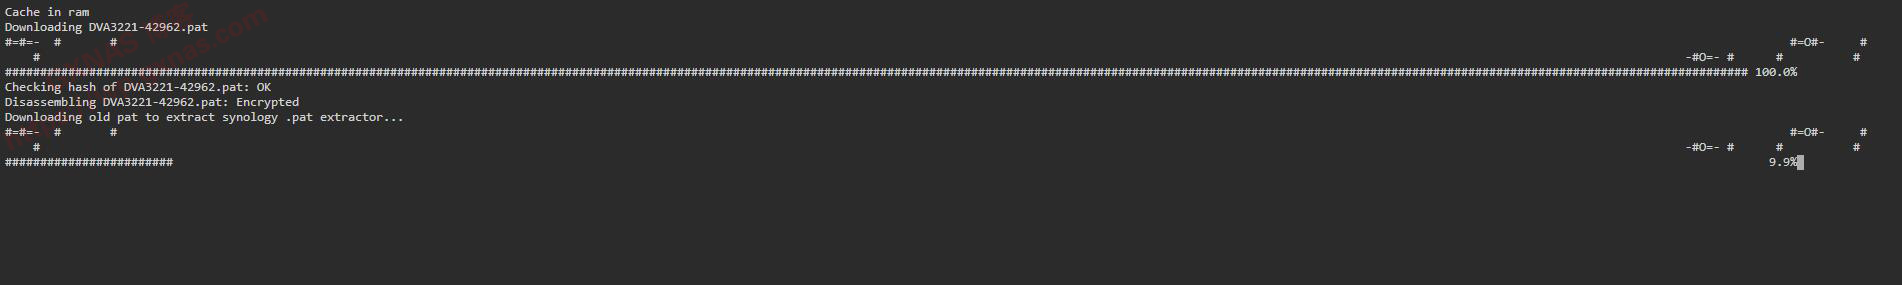 Cache in ram
Downloading DVA3221-42962.pat
#=#=-  #       #                                                                                                                                                                                                                                               #=O#-     #
    #                                                                                                                                                                                                                                           -#O=- #      #          #
######################################################################################################################################################################################################################################################### 100.0%
Checking hash of DVA3221-42962.pat: OK
Disassembling DVA3221-42962.pat: Encrypted
Downloading old pat to extract synology .pat extractor...
#=#=-  #       #                                                                                                                                                                                                                                               #=O#-     #
    #                                                                                                                                                                                                                                           -#O=- #      #          #
########################                                                                                                                                                                                                                                    9.9%